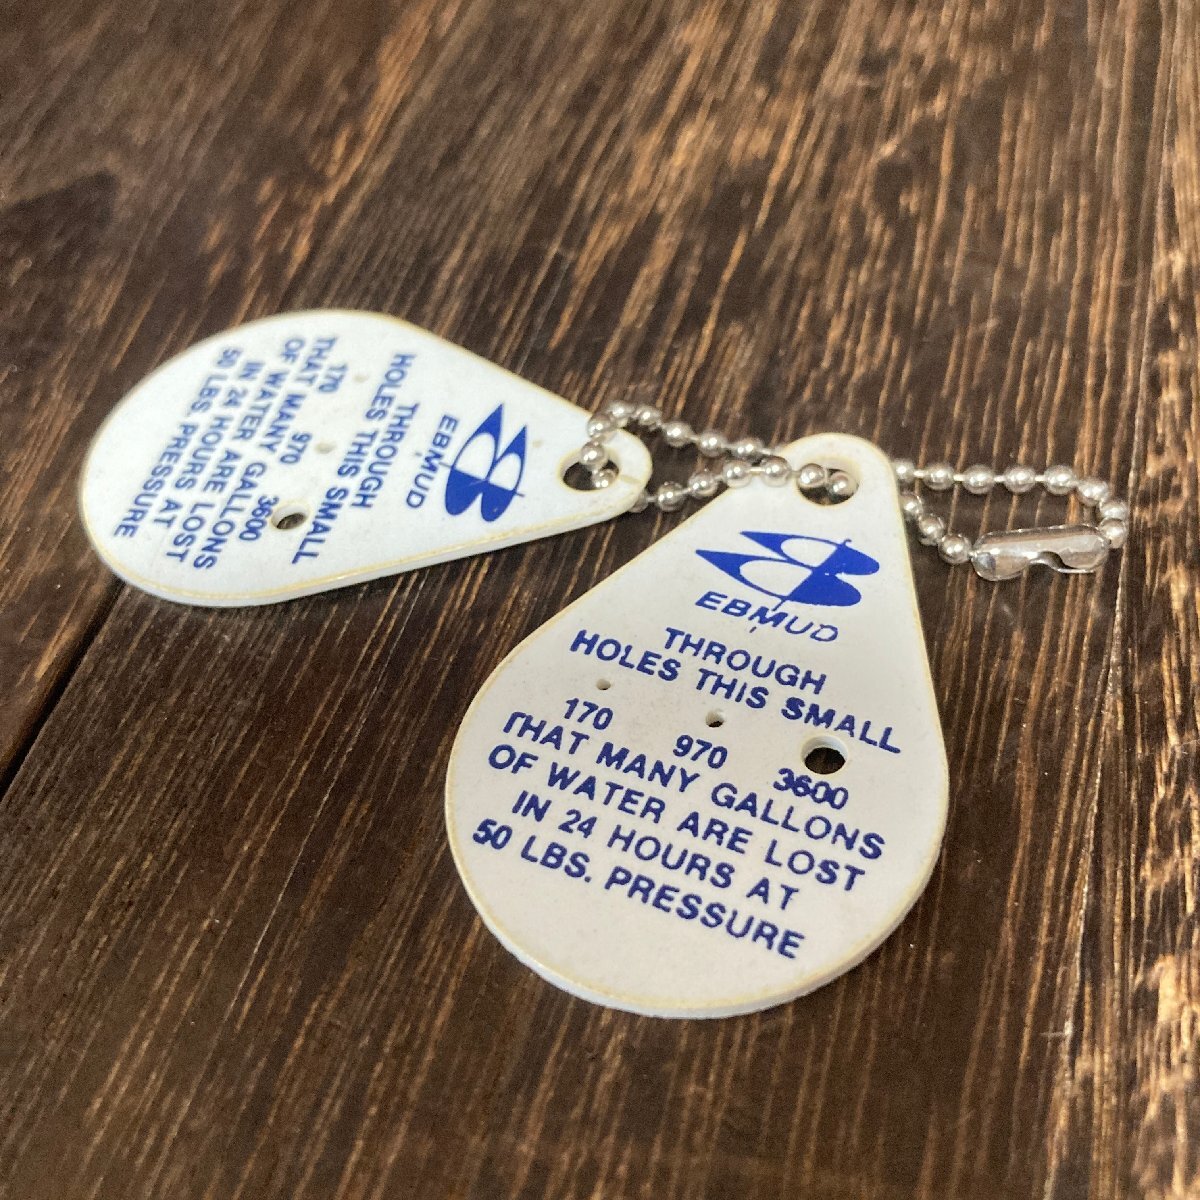 EBMUD
THROUGH
HOLES THIS SMALL
170 970 3600
THAT MANY GALLONS
OF WATER ARE LOST
IN 24 HOURS AT
50 LBS. PRESSURE
EBMUD
THROUGH
HOLES THIS SMALL
170 970 3600
THAT MANY GALLONS
OF WATER ARE LOST
IN 24 HOURS AT
50 LBS. PRESSURE